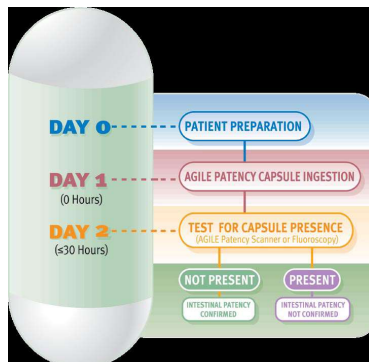 DAY 0
PATIENT PREPARATION
DAY 1
(0 Hours)
AGILE PATENCY CAPSULE INGESTION
DAY 2
(≤30 Hours)
TEST FOR CAPSULE PRESENCE
(AGILE Patency Scanner or Fluoroscopy)
NOT PRESENT
PRESENT
INTESTINAL PATENCY
CONFIRMED
INTESTINAL PATENCY
NOT CONFIRMED